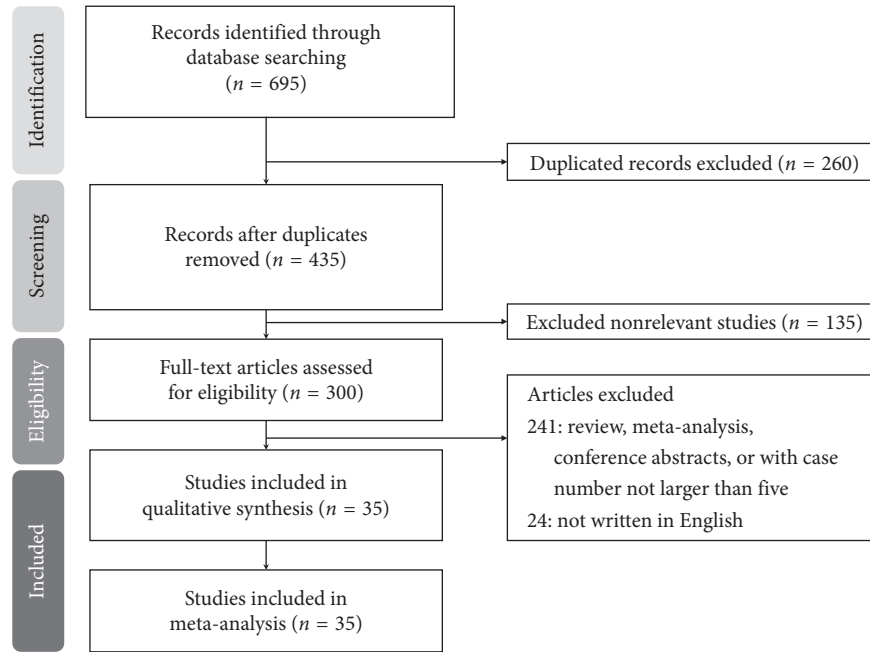 Identification
Records identified through
database searching
(n = 695)
Duplicated records excluded (n = 260)
Screening
Records after duplicates
removed (n = 435)
Excluded nonrelevant studies (n = 135)
Eligibility
Full-text articles assessed
for eligibility (n = 300)
Articles excluded
241: review, meta-analysis,
conference abstracts, or with case
number not larger than five
24: not written in English
Included
Studies included in
qualitative synthesis (n = 35)
Studies included in
meta-analysis (n = 35)